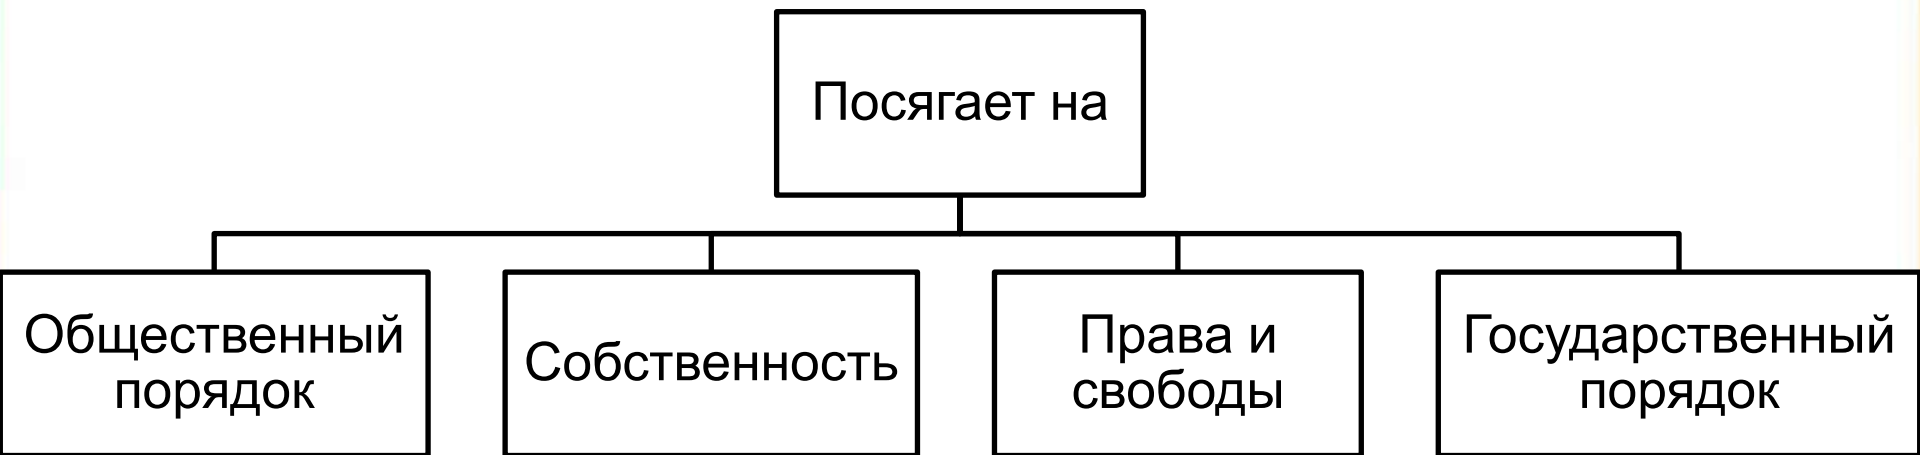 Посягает на
Общественный
порядок
Собственность
Права и
свободы
Государственный
порядок